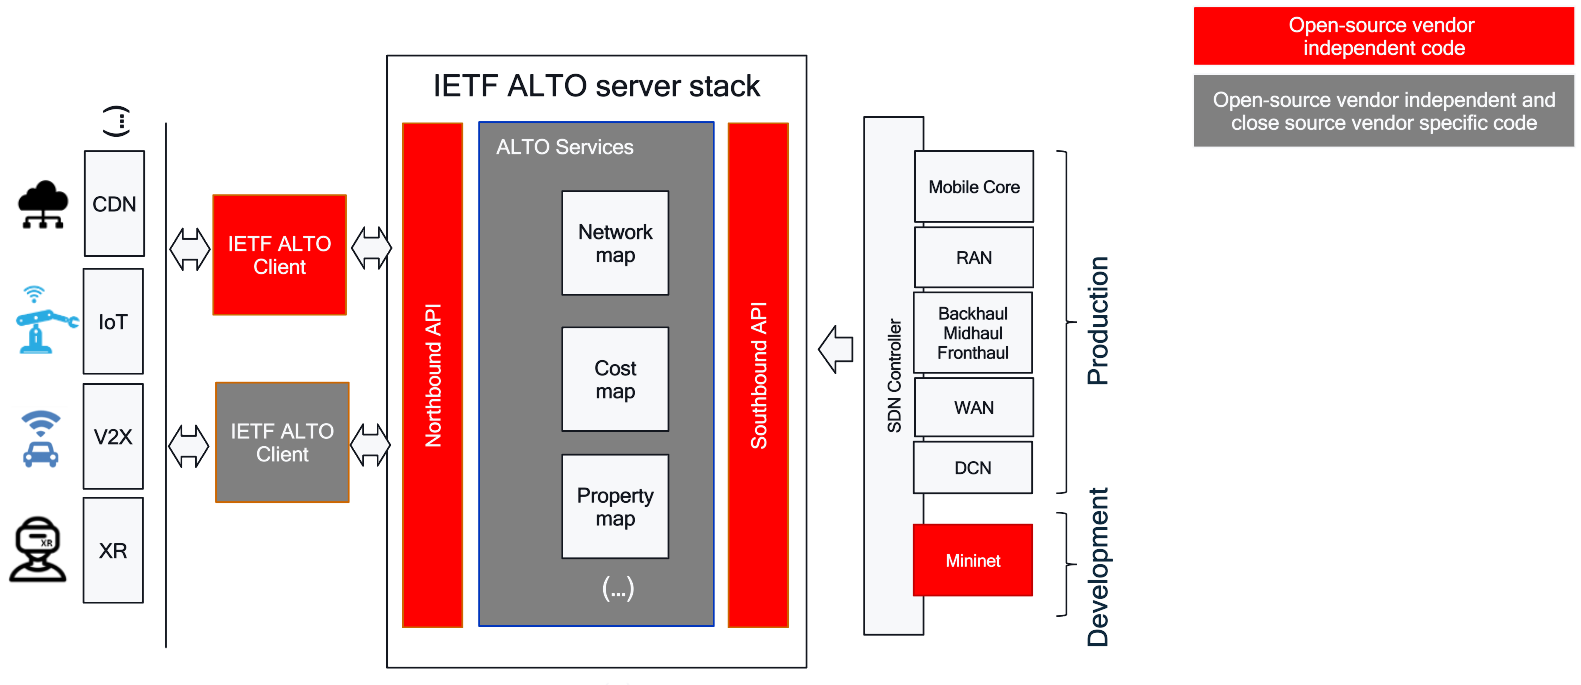 Open-source vendor
independent code
Open-source vendor independent and
close source vendor specific code
IETF ALTO server stack
(...)
CDN
IoT
V2X
XR
XR
IETF ALTO
Client
IETF ALTO
Client
Northbound API
ALTO Services
Network
map
Cost
map
Property
map
(...)
Southbound API
SDN Controller
Mobile Core
RAN
Backhaul
Midhaul
Fronthaul
WAN
DCN
Mininet
Production
Development